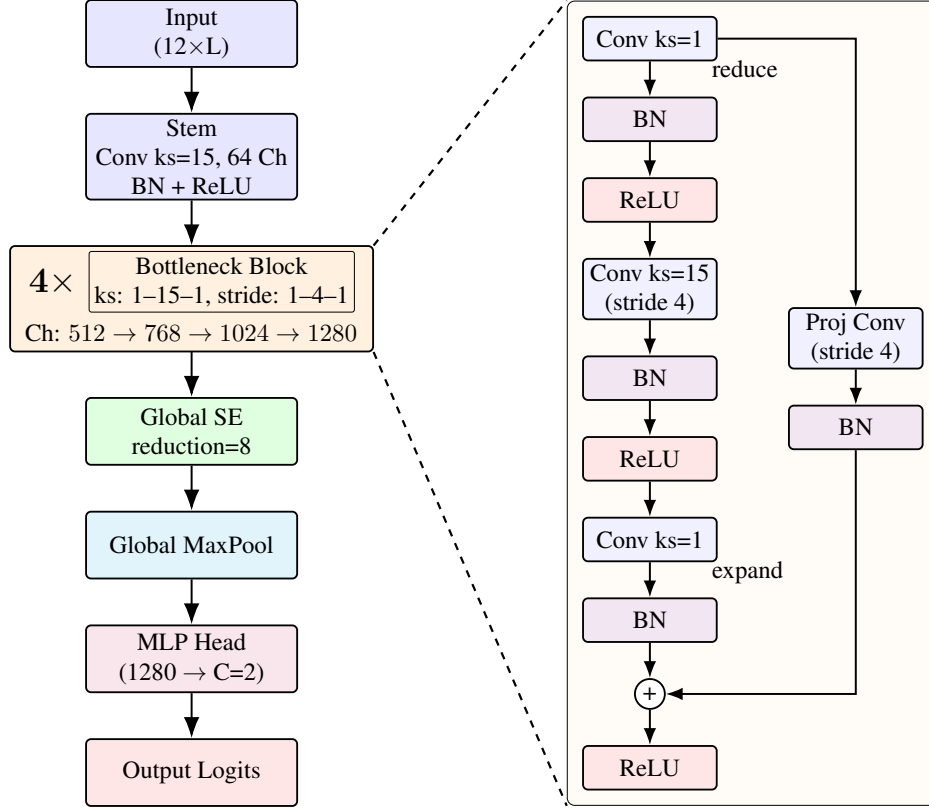 Input
(12×L)
Stem
Conv ks=15, 64 Ch
BN + ReLU
4×
Bottleneck Block
ks: 1–15–1, stride: 1–4–1
Ch: 512 → 768 → 1024 → 1280
Global SE
reduction=8
Global MaxPool
MLP Head
(1280 → C=2)
Output Logits
Conv ks=1
reduce
BN
ReLU
Conv ks=15
(stride 4)
BN
ReLU
Conv ks=1
expand
BN
+
ReLU
Proj Conv
(stride 4)
BN